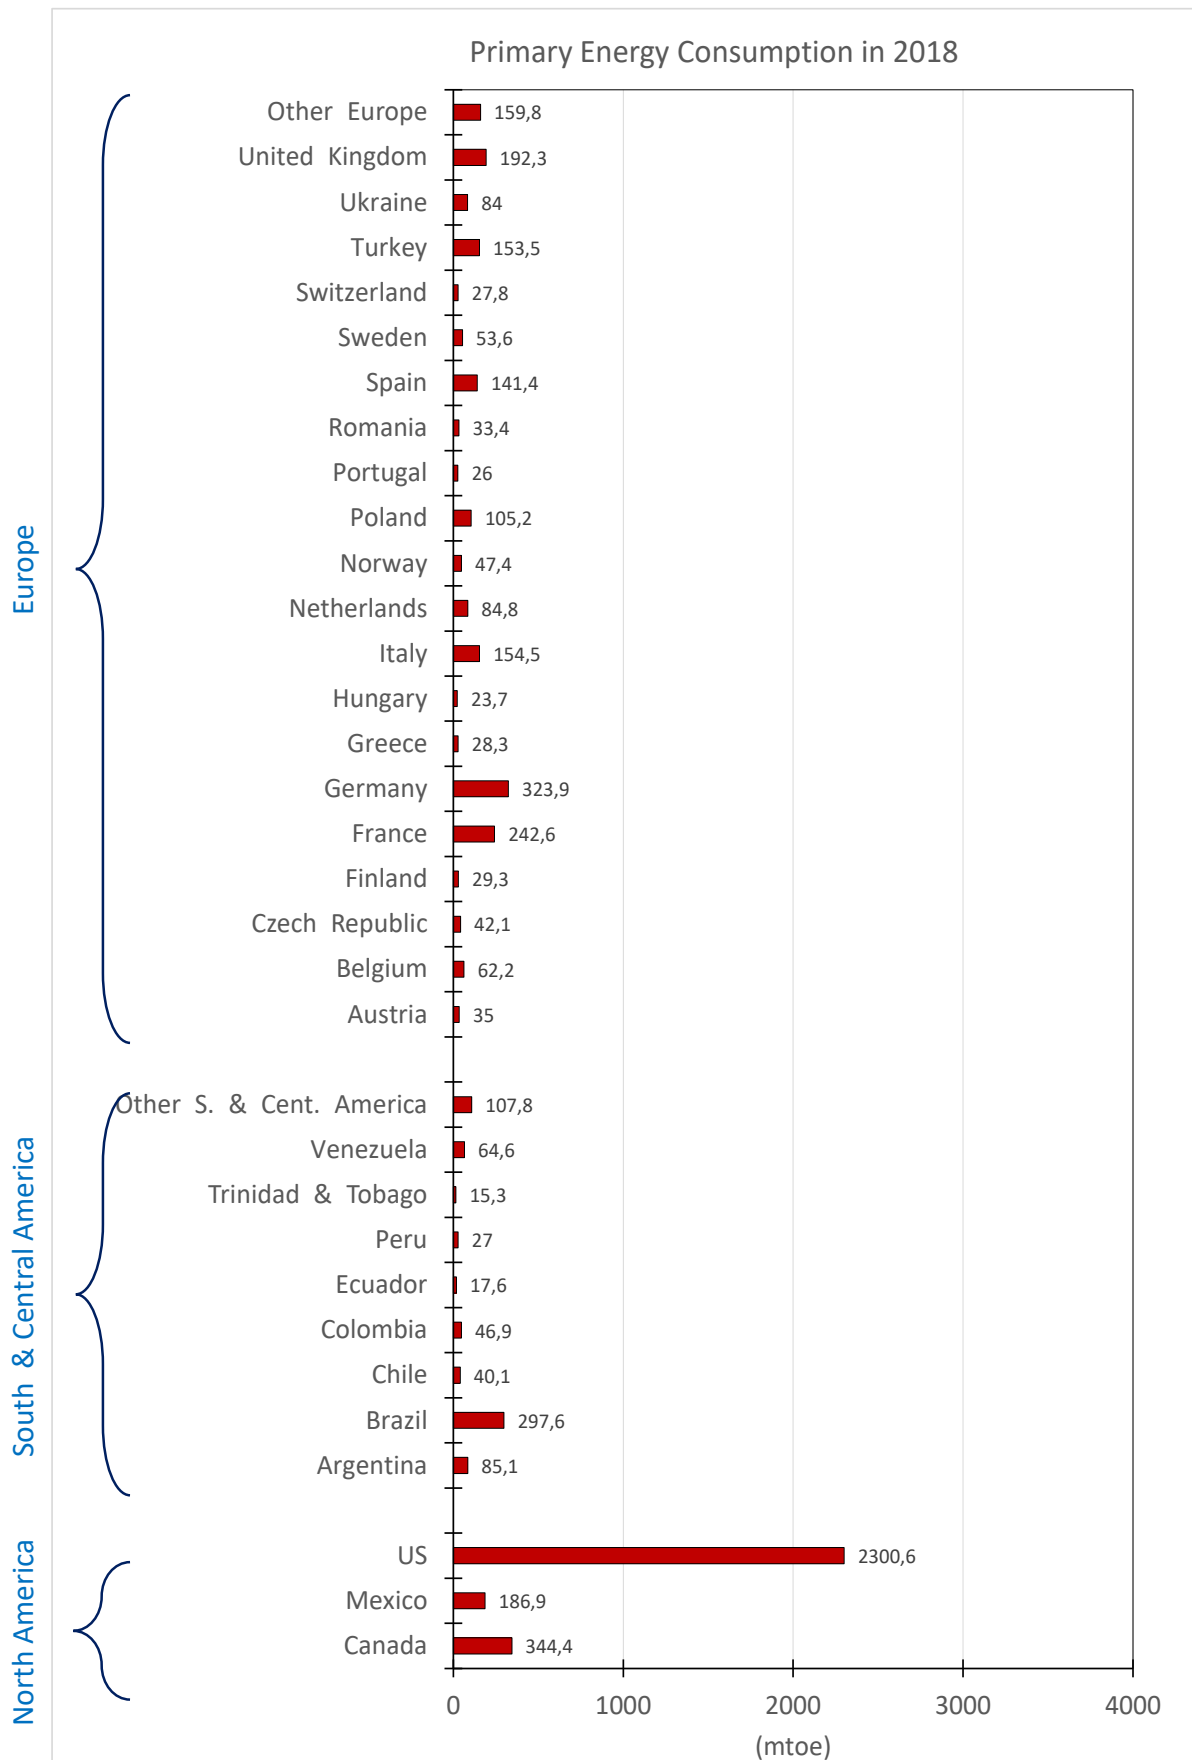 Primary Energy Consumption in 2018
Europe
Other Europe 159,8
United Kingdom 192,3
Ukraine 84
Turkey 153,5
Switzerland 27,8
Sweden 53,6
Spain 141,4
Romania 33,4
Portugal 26
Poland 105,2
Norway 47,4
Netherlands 84,8
Italy 154,5
Hungary 23,7
Greece 28,3
Germany 323,9
France 242,6
Finland 29,3
Czech Republic 42,1
Belgium 62,2
Austria 35
South & Central America
Other S. & Cent. America 107,8
Venezuela 64,6
Trinidad & Tobago 15,3
Peru 27
Ecuador 17,6
Colombia 46,9
Chile 40,1
Brazil 297,6
Argentina 85,1
North America
US 2300,6
Mexico 186,9
Canada 344,4
0 1000 2000 3000 4000
(mtoe)